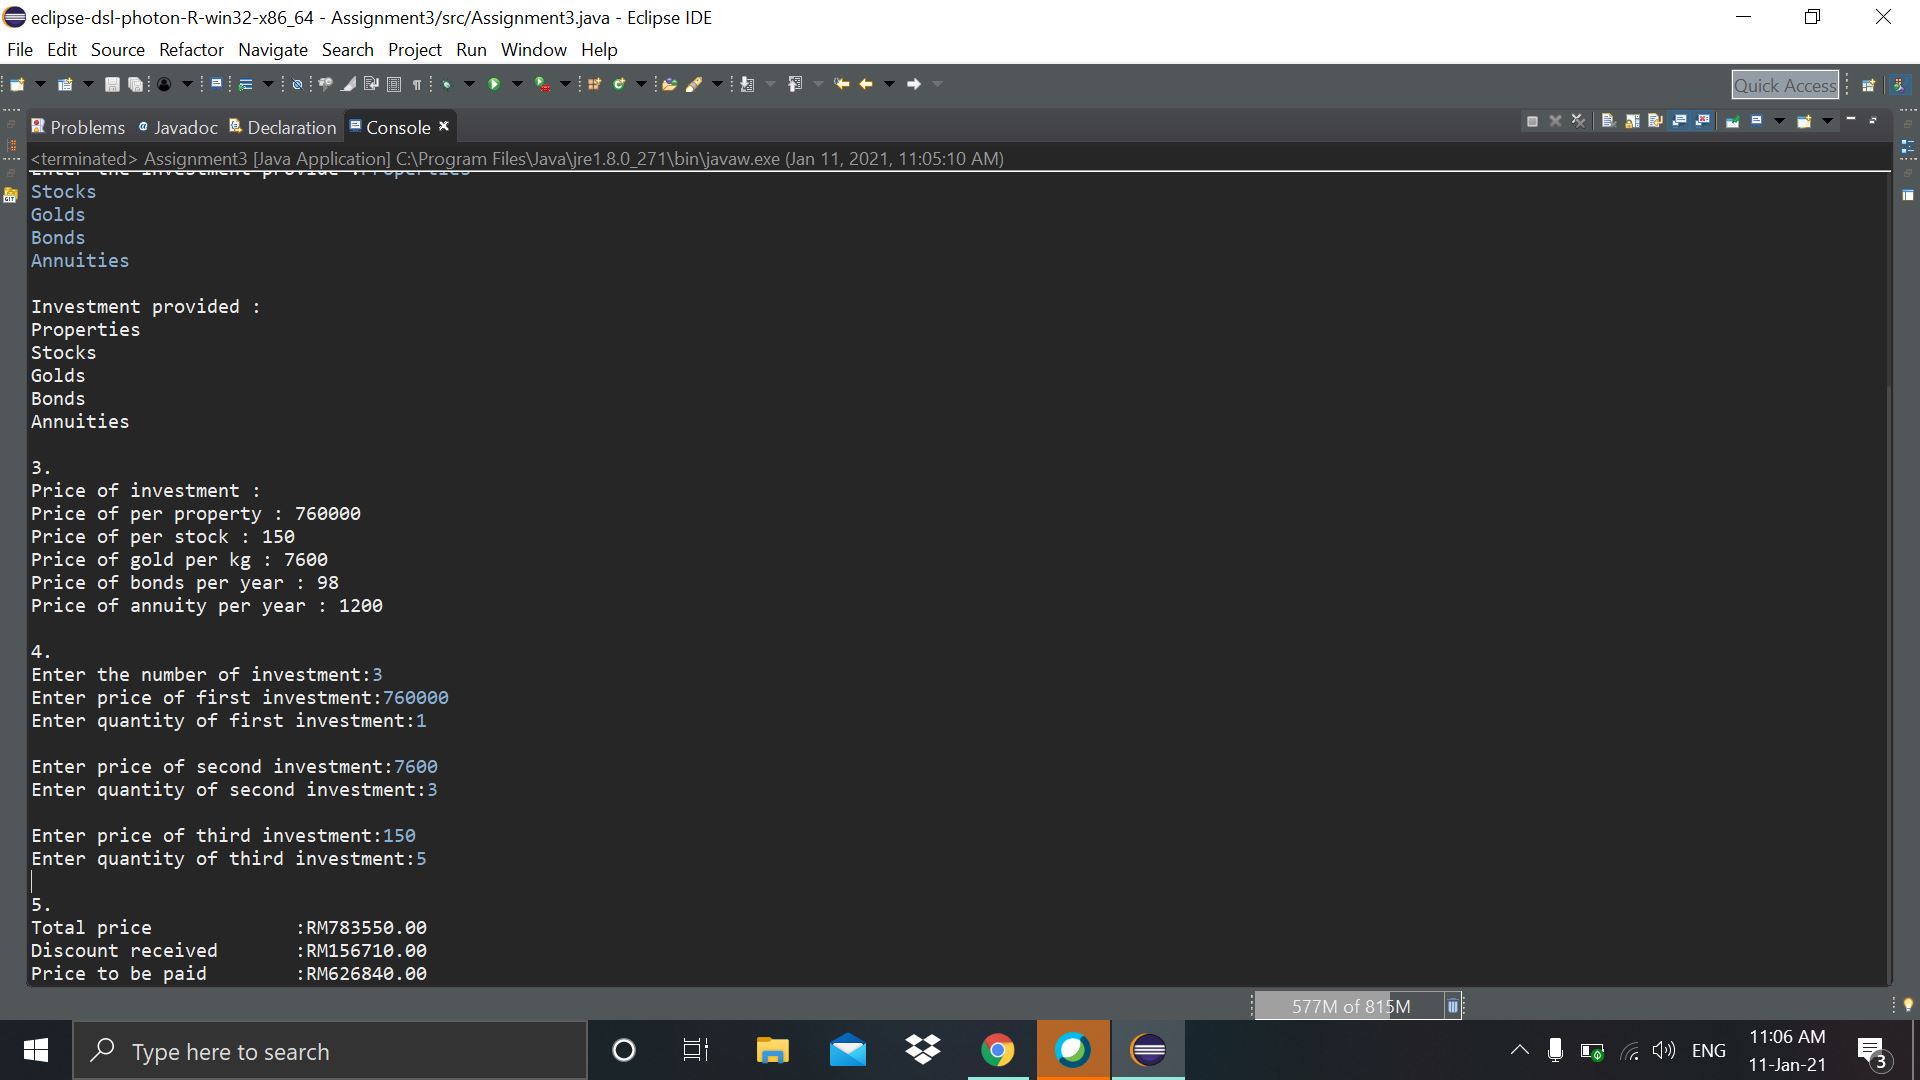 eclipse-dsl-photon-R-win32-x86_64 - Assignment3/src/Assignment3.java - Eclipse IDE
File Edit Source Refactor Navigate Search Project Run Window Help
Quick Access
Problems Javadoc Declaration Console
<terminated> Assignment3 [Java Application] C:\Program Files\Java\jre1.8.0_271\bin\javaw.exe (Jan 11, 2021, 11:05:10 AM)
Enter the investment provide :Properties
Stocks
Golds
Bonds
Annuities
Investment provided :
Properties
Stocks
Golds
Bonds
Annuities
3.
Price of investment :
Price of per property : 760000
Price of per stock : 150
Price of gold per kg : 7600
Price of bonds per year : 98
Price of annuity per year : 1200
4.
Enter the number of investment:3
Enter price of first investment:760000
Enter quantity of first investment:1
Enter price of second investment:7600
Enter quantity of second investment:3
Enter price of third investment:150
Enter quantity of third investment:5
5.
Total price :RM783550.00
Discount received :RM156710.00
Price to be paid :RM626840.00
577M of 815M
Type here to search
ENG
11:06 AM
11-Jan-21
3